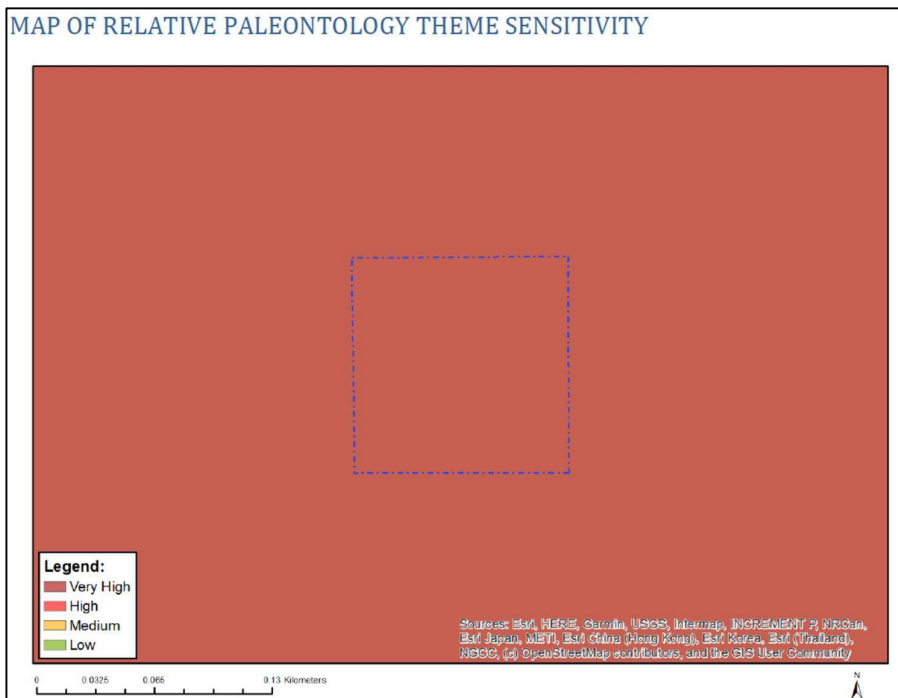 MAP OF RELATIVE PALEONTOLOGY THEME SENSITIVITY
Legend:
Very High
High
Medium
Low
Sources: Esri, HERE, Garmin, USGS, Intermap, INCREMENT P, NRCan,
Esri Japan, METI, Esri China (Hong Kong), Esri Korea, Esri (Thailand),
NGCC, (c) OpenStreetMap contributors, and the GIS User Community
0 0.0325 0.065 0.13 Kilometers
N